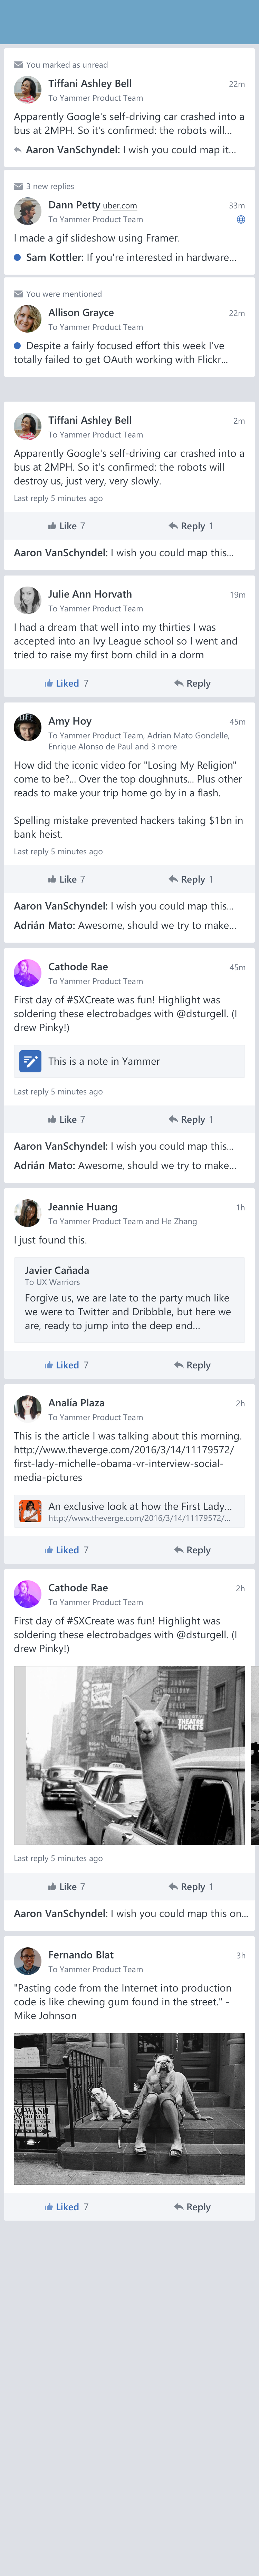 You marked as unread
Tiffani Ashley Bell
22m
To Yammer Product Team
Apparently Google's self-driving car crashed into a
bus at 2MPH. So it's confirmed: the robots will...
Aaron VanSchyndel: I wish you could map it...
3 new replies
Dann Petty uber.com
33m
To Yammer Product Team
I made a gif slideshow using Framer.
Sam Kottler: If you're interested in hardware...
You were mentioned
Allison Grayce
22m
To Yammer Product Team
Despite a fairly focused effort this week I've
totally failed to get OAuth working with Flickr...
Tiffani Ashley Bell
2m
To Yammer Product Team
Apparently Google's self-driving car crashed into a
bus at 2MPH. So it's confirmed: the robots will
destroy us, just very, very slowly.
Last reply 5 minutes ago
Like 7
Reply 1
Aaron VanSchyndel: I wish you could map this...
Julie Ann Horvath
19m
To Yammer Product Team
I had a dream that well into my thirties I was
accepted into an Ivy League school so I went and
tried to raise my first born child in a dorm
Liked 7
Reply
Amy Hoy
45m
To Yammer Product Team, Adrian Mato Gondelle,
Enrique Alonso de Paul and 3 more
How did the iconic video for "Losing My Religion"
come to be?... Over the top doughnuts... Plus other
reads to make your trip home go by in a flash.
Spelling mistake prevented hackers taking $1bn in
bank heist.
Last reply 5 minutes ago
Like 7
Reply 1
Aaron VanSchyndel: I wish you could map this...
Adrián Mato: Awesome, should we try to make...
Cathode Rae
45m
To Yammer Product Team
First day of #SXCreate was fun! Highlight was
soldering these electrobadges with @dsturgell. (I
drew Pinky!)
This is a note in Yammer
Last reply 5 minutes ago
Like 7
Reply 1
Aaron VanSchyndel: I wish you could map this...
Adrián Mato: Awesome, should we try to make...
Jeannie Huang
1h
To Yammer Product Team and He Zhang
I just found this.
Javier Cañada
To UX Warriors
Forgive us, we are late to the party much like
we were to Twitter and Dribbble, but here we
are, ready to jump into the deep end...
Liked 7
Reply
Analía Plaza
2h
To Yammer Product Team
This is the article I was talking about this morning.
http://www.theverge.com/2016/3/14/11179572/
first-lady-michelle-obama-vr-interview-social-
media-pictures
An exclusive look at how the First Lady...
http://www.theverge.com/2016/3/14/11179572/...
Liked 7
Reply
Cathode Rae
2h
To Yammer Product Team
First day of #SXCreate was fun! Highlight was
soldering these electrobadges with @dsturgell. (I
drew Pinky!)
THEATRE
TICKETS
Last reply 5 minutes ago
Like 7
Reply 1
Aaron VanSchyndel: I wish you could map this on...
Fernando Blat
3h
To Yammer Product Team
"Pasting code from the Internet into production
code is like chewing gum found in the street." -
Mike Johnson
Liked 7
Reply